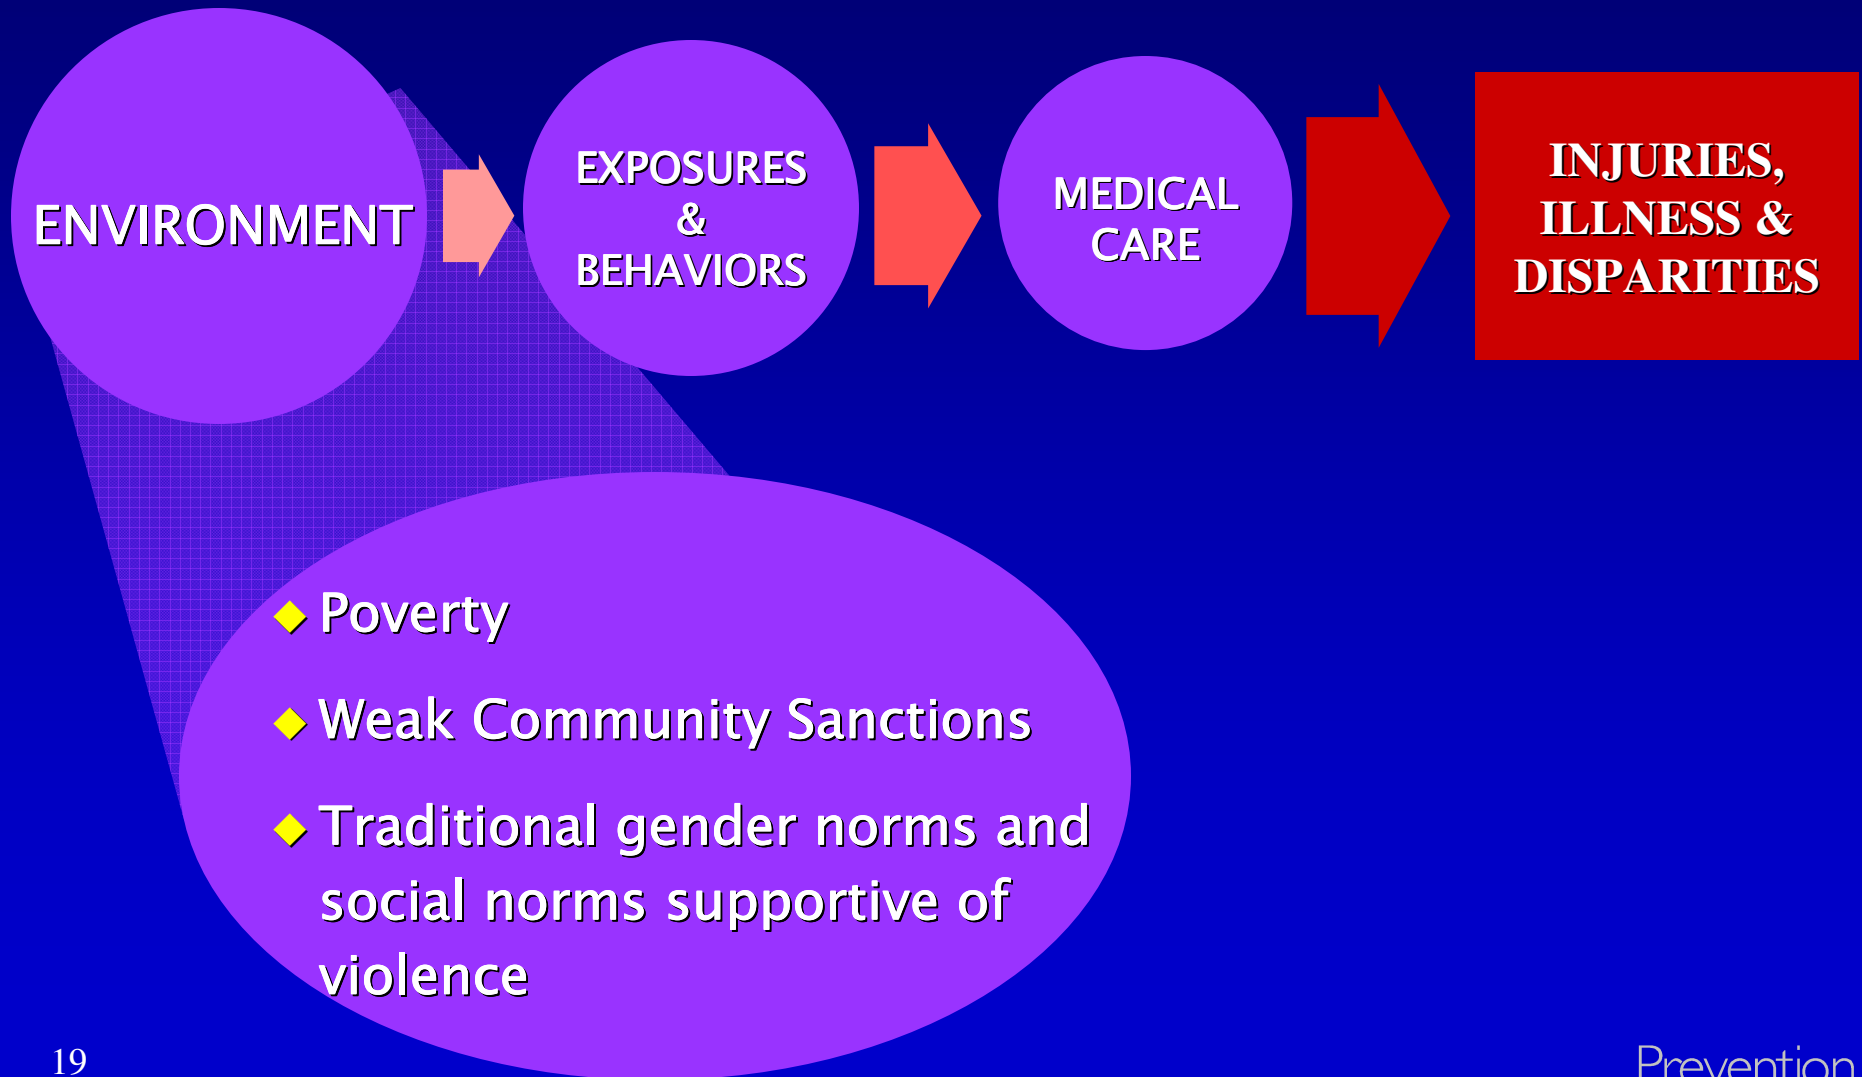 ENVIRONMENT
EXPOSURES
&
BEHAVIORS
MEDICAL
CARE
INJURIES,
ILLNESS &
DISPARITIES
◆ Poverty
◆ Weak Community Sanctions
◆ Traditional gender norms and
social norms supportive of
violence
19
Prevention